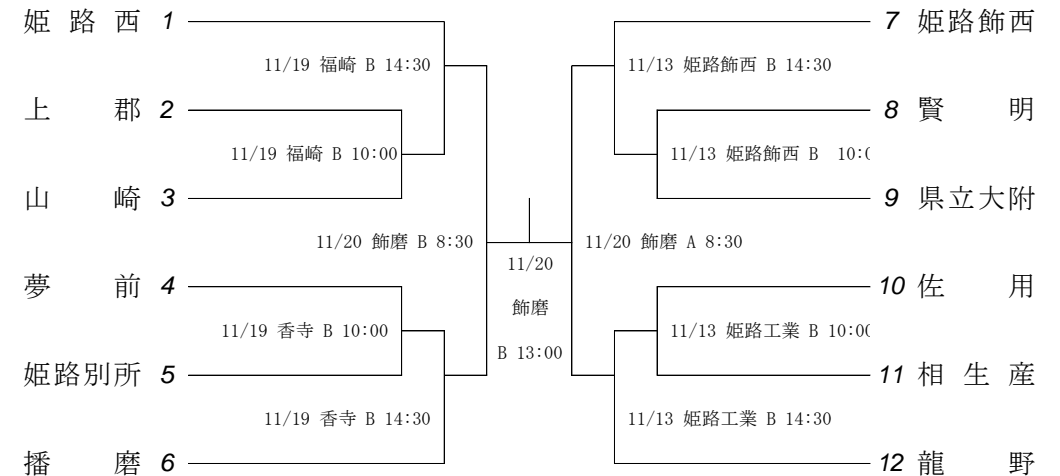 姫路西 1
7 姫路飾西
11/19 福崎 B 14:30
11/13 姫路飾西 B 14:30
上郡 2
8 賢明
11/19 福崎 B 10:00
11/13 姫路飾西 B 10:0
山崎 3
9 県立大附
11/20 飾磨 B 8:30
11/20 飾磨 A 8:30
11/20
飾磨
B 13:00
夢前 4
10 佐用
11/19 香寺 B 10:00
11/13 姫路工業 B 10:00
姫路別所 5
11 相生産
11/19 香寺 B 14:30
11/13 姫路工業 B 14:30
播磨 6
12 龍野